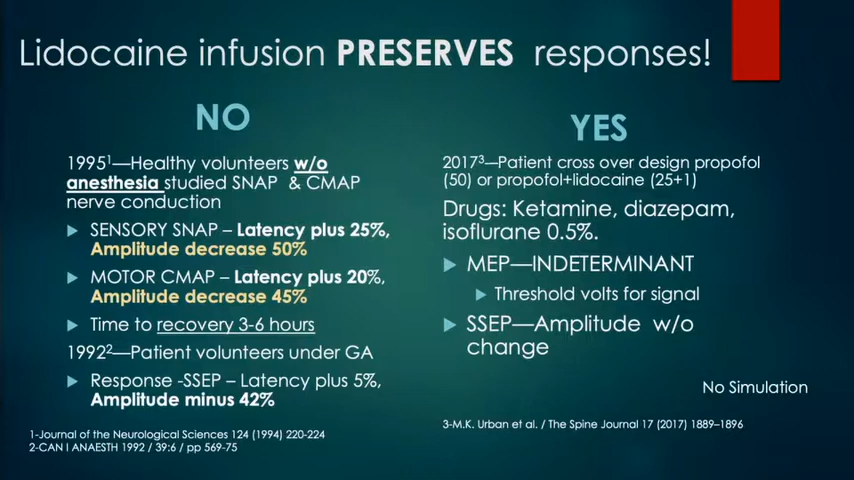 Lidocaine infusion PRESERVES responses!
NO
1995¹—Healthy volunteers w/o
anesthesia studied SNAP & CMAP
nerve conduction
SENSORY SNAP – Latency plus 25%,
Amplitude decrease 50%
MOTOR CMAP – Latency plus 20%,
Amplitude decrease 45%
Time to recovery 3-6 hours
1992²—Patient volunteers under GA
Response -SSEP – Latency plus 5%,
Amplitude minus 42%
1-Journal of the Neurological Sciences 124 (1994) 220-224
2-CAN I ANAESTH 1992 / 39:6 / pp 569-75
YES
2017³—Patient cross over design propofol
(50) or propofol+lidocaine (25+1)
Drugs: Ketamine, diazepam,
isoflurane 0.5%.
MEP—INDETERMINANT
Threshold volts for signal
SSEP—Amplitude w/o
change
No Simulation
3-M.K. Urban et al. / The Spine Journal 17 (2017) 1889–1896